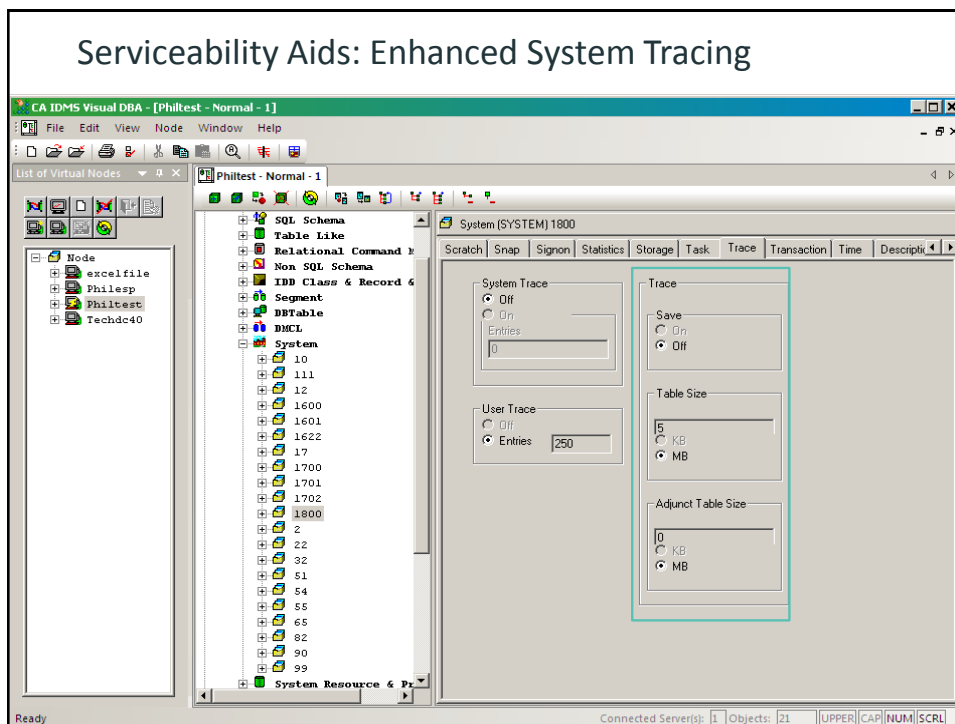 Serviceability Aids: Enhanced System Tracing
CA IDMS Visual DBA - [Philtest - Normal - 1]
File Edit View Node Window Help
List of Virtual Nodes
Philtest - Normal - 1
Node
excelfile
Philesp
Philtest
Techdc40
SQL Schema
Table Like
Relational Command
Non SQL Schema
IDD Class & Record &
Segment
DBTable
DMCL
System
10
111
12
1600
1601
1622
17
1700
1701
1702
1800
2
22
32
51
54
55
65
82
90
99
System Resource & Pr
System (SYSTEM) 1800
Scratch Snap Signon Statistics Storage Task Trace Transaction Time Descriptic
System Trace
Off
On
Entries
0
User Trace
Off
Entries 250
Trace
Save
On
Off
Table Size
5
KB
MB
Adjunct Table Size
0
KB
MB
Ready
Connected Server(s): 1 Objects: 21 UPPER CAP NUM SCRL